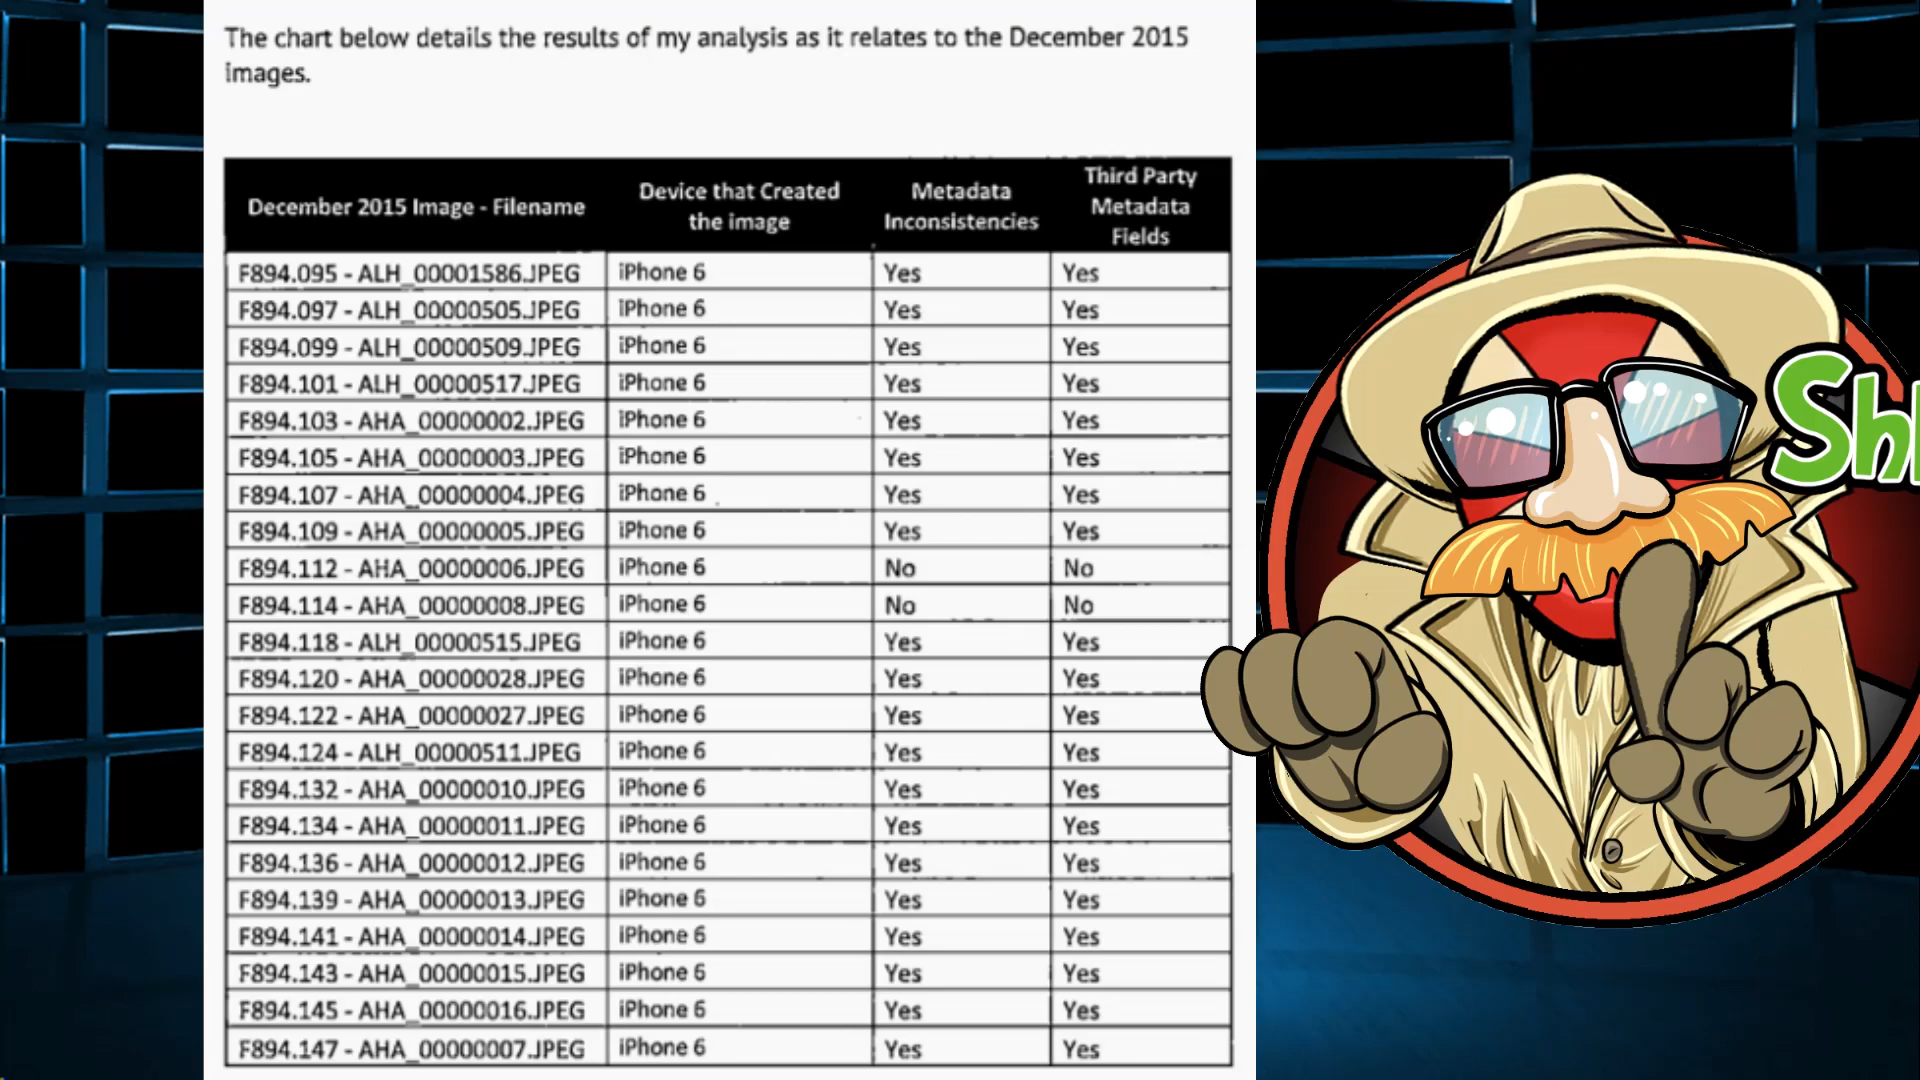 The chart below details the results of my analysis as it relates to the December 2015
images.
December 2015 Image - Filename Device that Created the image Metadata Inconsistencies Third Party Metadata Fields
F894.095 - ALH_00001586.JPEG iPhone 6 Yes Yes
F894.097 - ALH_00000505.JPEG iPhone 6 Yes Yes
F894.099 - ALH_00000509.JPEG iPhone 6 Yes Yes
F894.101 - ALH_00000517.JPEG iPhone 6 Yes Yes
F894.103 - AHA_00000002.JPEG iPhone 6 Yes Yes
F894.105 - AHA_00000003.JPEG iPhone 6 Yes Yes
F894.107 - AHA_00000004.JPEG iPhone 6 Yes Yes
F894.109 - AHA_00000005.JPEG iPhone 6 Yes Yes
F894.112 - AHA_00000006.JPEG iPhone 6 No No
F894.114 - AHA_00000008.JPEG iPhone 6 No No
F894.118 - ALH_00000515.JPEG iPhone 6 Yes Yes
F894.120 - AHA_00000028.JPEG iPhone 6 Yes Yes
F894.122 - AHA_00000027.JPEG iPhone 6 Yes Yes
F894.124 - ALH_00000511.JPEG iPhone 6 Yes Yes
F894.132 - AHA_00000010.JPEG iPhone 6 Yes Yes
F894.134 - AHA_00000011.JPEG iPhone 6 Yes Yes
F894.136 - AHA_00000012.JPEG iPhone 6 Yes Yes
F894.139 - AHA_00000013.JPEG iPhone 6 Yes Yes
F894.141 - AHA_00000014.JPEG iPhone 6 Yes Yes
F894.143 - AHA_00000015.JPEG iPhone 6 Yes Yes
F894.145 - AHA_00000016.JPEG iPhone 6 Yes Yes
F894.147 - AHA_00000007.JPEG iPhone 6 Yes Yes